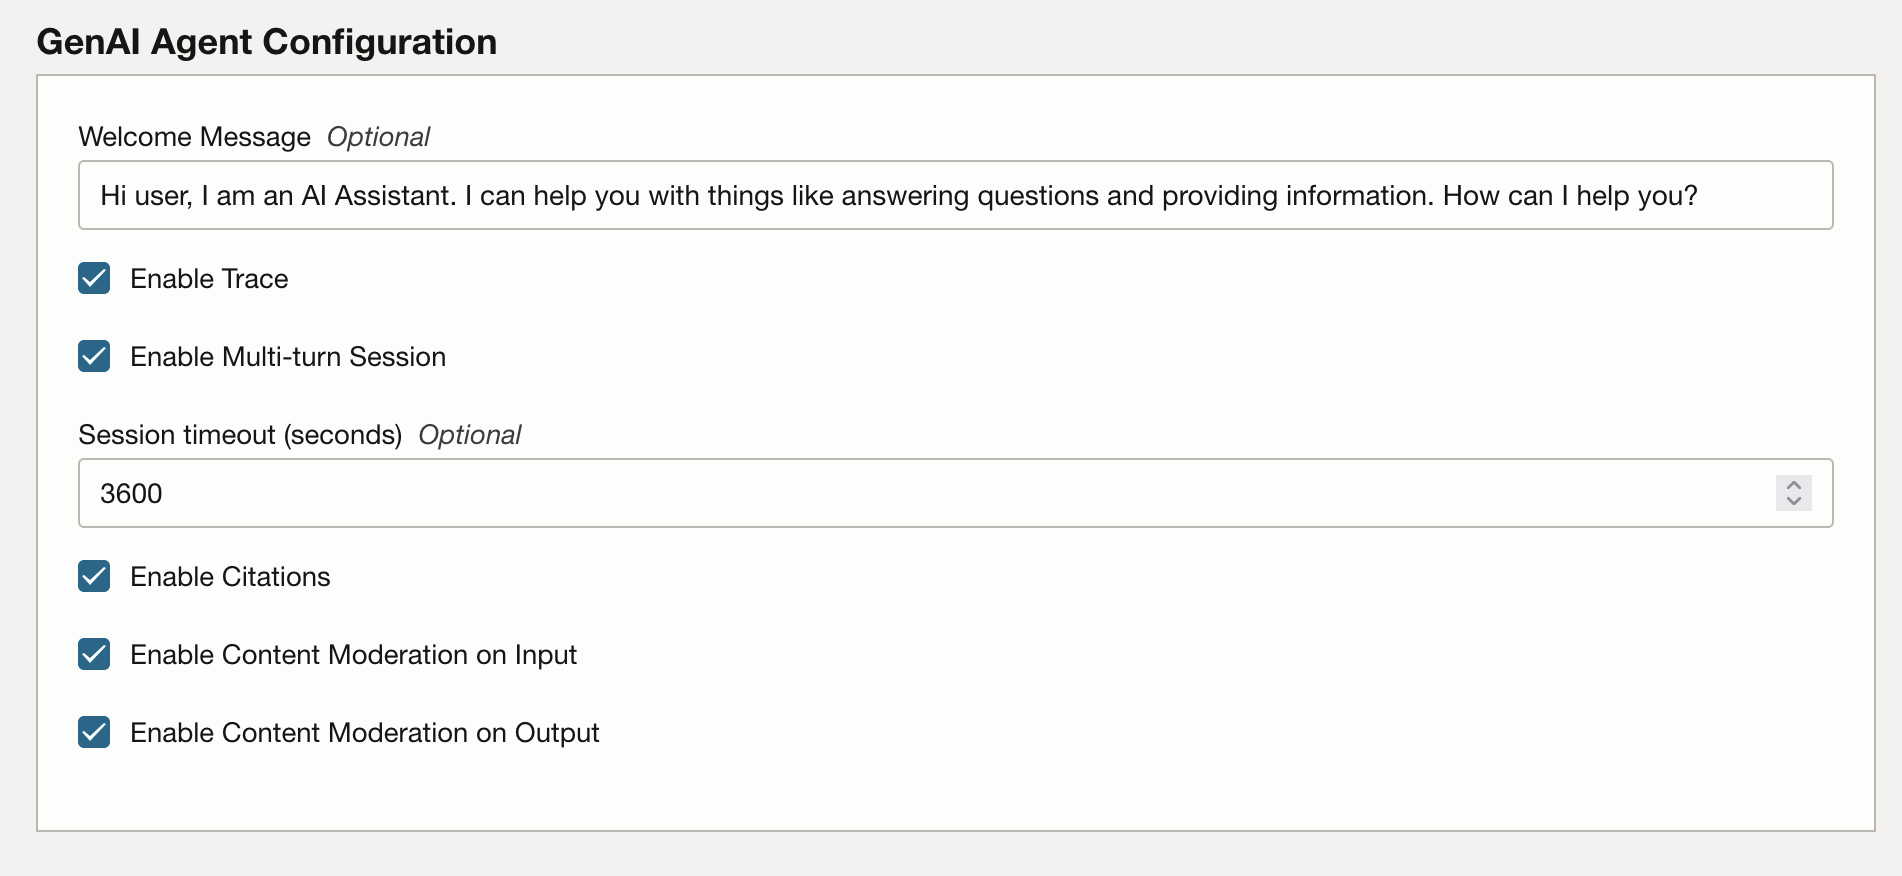 GenAI Agent Configuration
Welcome Message Optional
Hi user, I am an AI Assistant. I can help you with things like answering questions and providing information. How can I help you?
Enable Trace
Enable Multi-turn Session
Session timeout (seconds) Optional
3600
Enable Citations
Enable Content Moderation on Input
Enable Content Moderation on Output